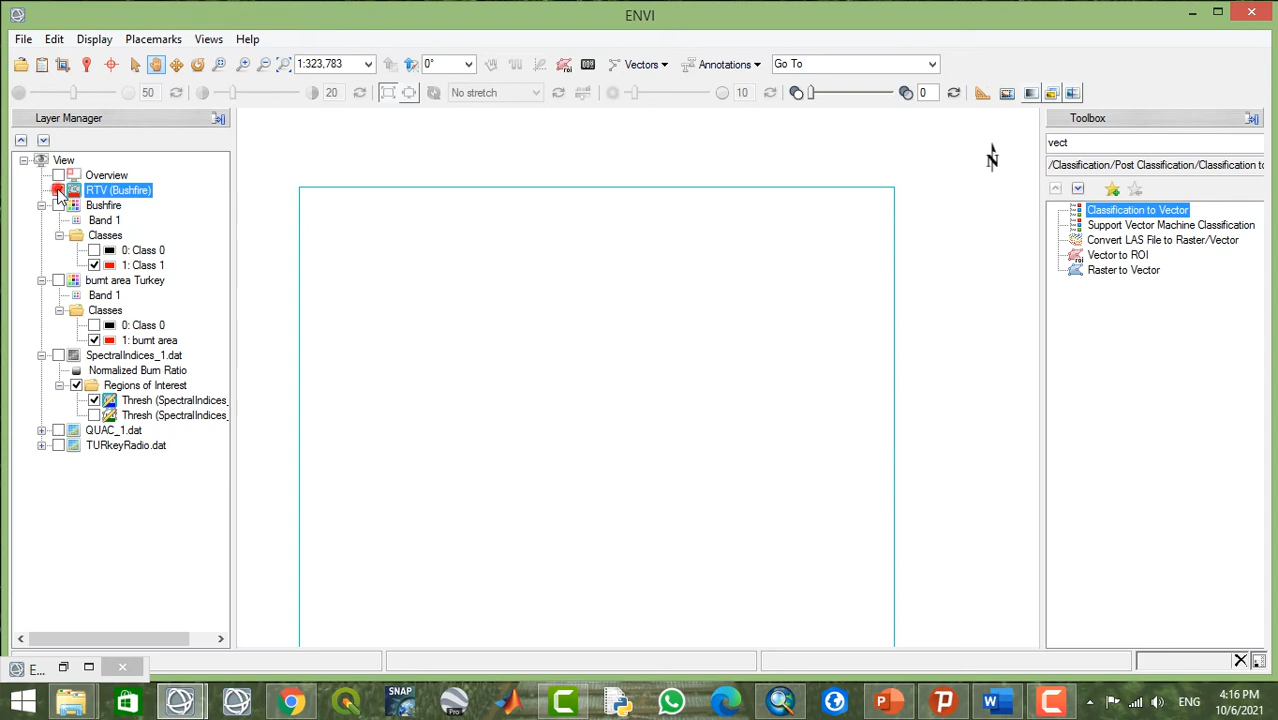 ENVI
File Edit Display Placemarks Views Help
1:323,783 0° Vectors Annotations Go To
50 20 No stretch 10 0
Layer Manager
View
Overview
RTV (Bushfire)
Bushfire
Band 1
Classes
0: Class 0
1: Class 1
burnt area Turkey
Band 1
Classes
0: Class 0
1: burnt area
SpectralIndices_1.dat
Normalized Burn Ratio
Regions of Interest
Thresh (SpectralIndices_
Thresh (SpectralIndices_
QUAC_1.dat
TURkeyRadio.dat
N
Toolbox
vect
/Classification/Post Classification/Classification to
Classification to Vector
Support Vector Machine Classification
Convert LAS File to Raster/Vector
Vector to ROI
Raster to Vector
E...
SNAP
Pro
ENG
4:16 PM
10/6/2021